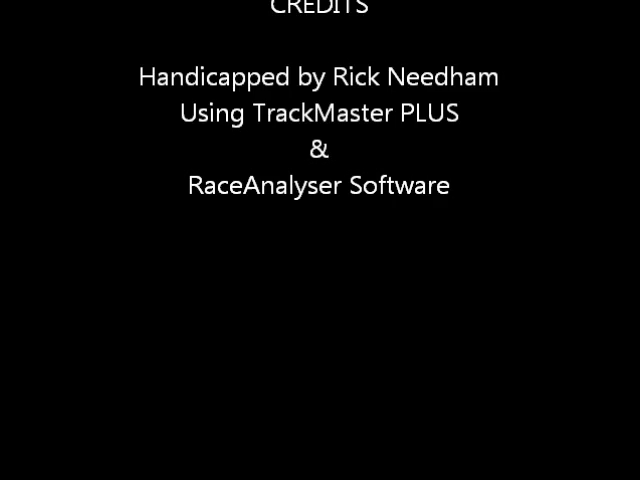 CREDITS
Handicapped by Rick Needham
Using TrackMaster PLUS
&
RaceAnalyser Software